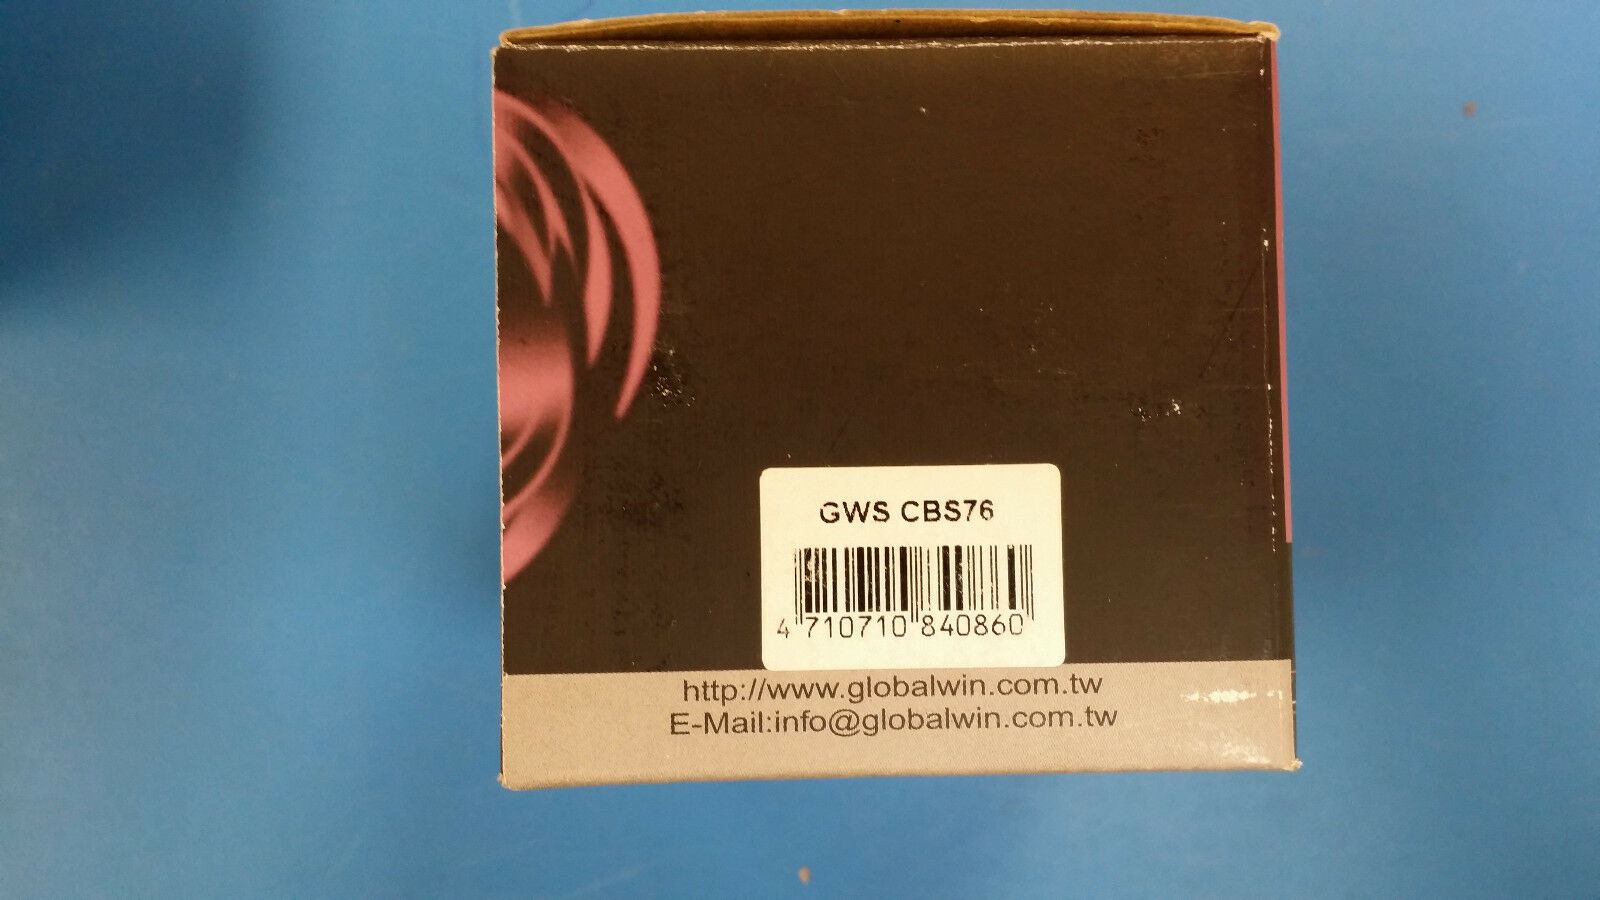 GWS CBS76
4 710710 840860
http://www.globalwin.com.tw
E-Mail:info@globalwin.com.tw